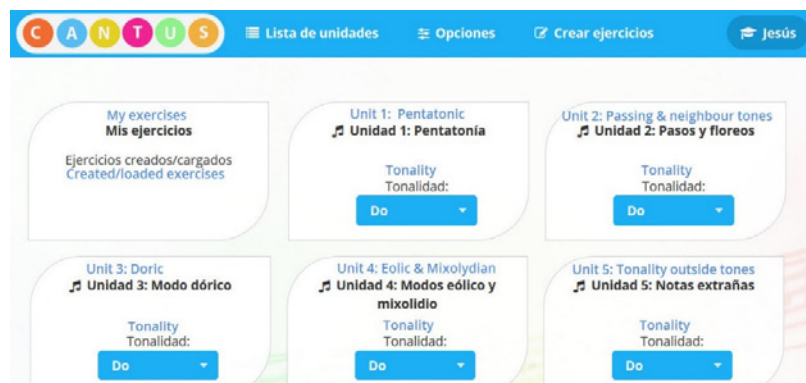 CANTUS
Lista de unidades
Opciones
Crear ejercicios
Jesús
My exercises
Mis ejercicios
Ejercicios creados/cargados
Created/loaded exercises
Unit 1: Pentatonic
Unidad 1: Pentatonía
Tonality
Tonalidad:
Do
Unit 2: Passing & neighbour tones
Unidad 2: Pasos y floreos
Tonality
Tonalidad:
Do
Unit 3: Doric
Unidad 3: Modo dórico
Tonality
Tonalidad:
Do
Unit 4: Eolic & Mixolydian
Unidad 4: Modos eólico y
mixolidio
Tonality
Tonalidad:
Do
Unit 5: Tonality outside tones
Unidad 5: Notas extrañas
Tonality
Tonalidad:
Do